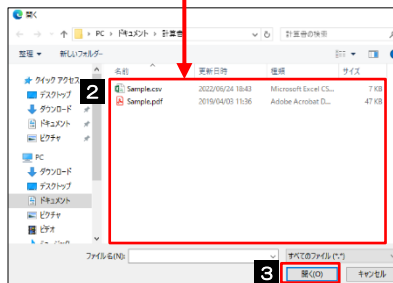 開く
PC › ドキュメント › 計算書
計算書の検索
整理 新しいフォルダー
名前 更新日時 種類 サイズ
クイック アクセス
デスクトップ
ダウンロード
ドキュメント
ピクチャ
PC
ダウンロード
デスクトップ
ドキュメント
ピクチャ
ビデオ
2
Sample.csv 2022/06/24 18:43 Microsoft Excel CS... 7 KB
Sample.pdf 2019/04/03 11:36 Adobe Acrobat D... 47 KB
ファイル名(N): すべてのファイル (*.*)
3
開く(O) キャンセル